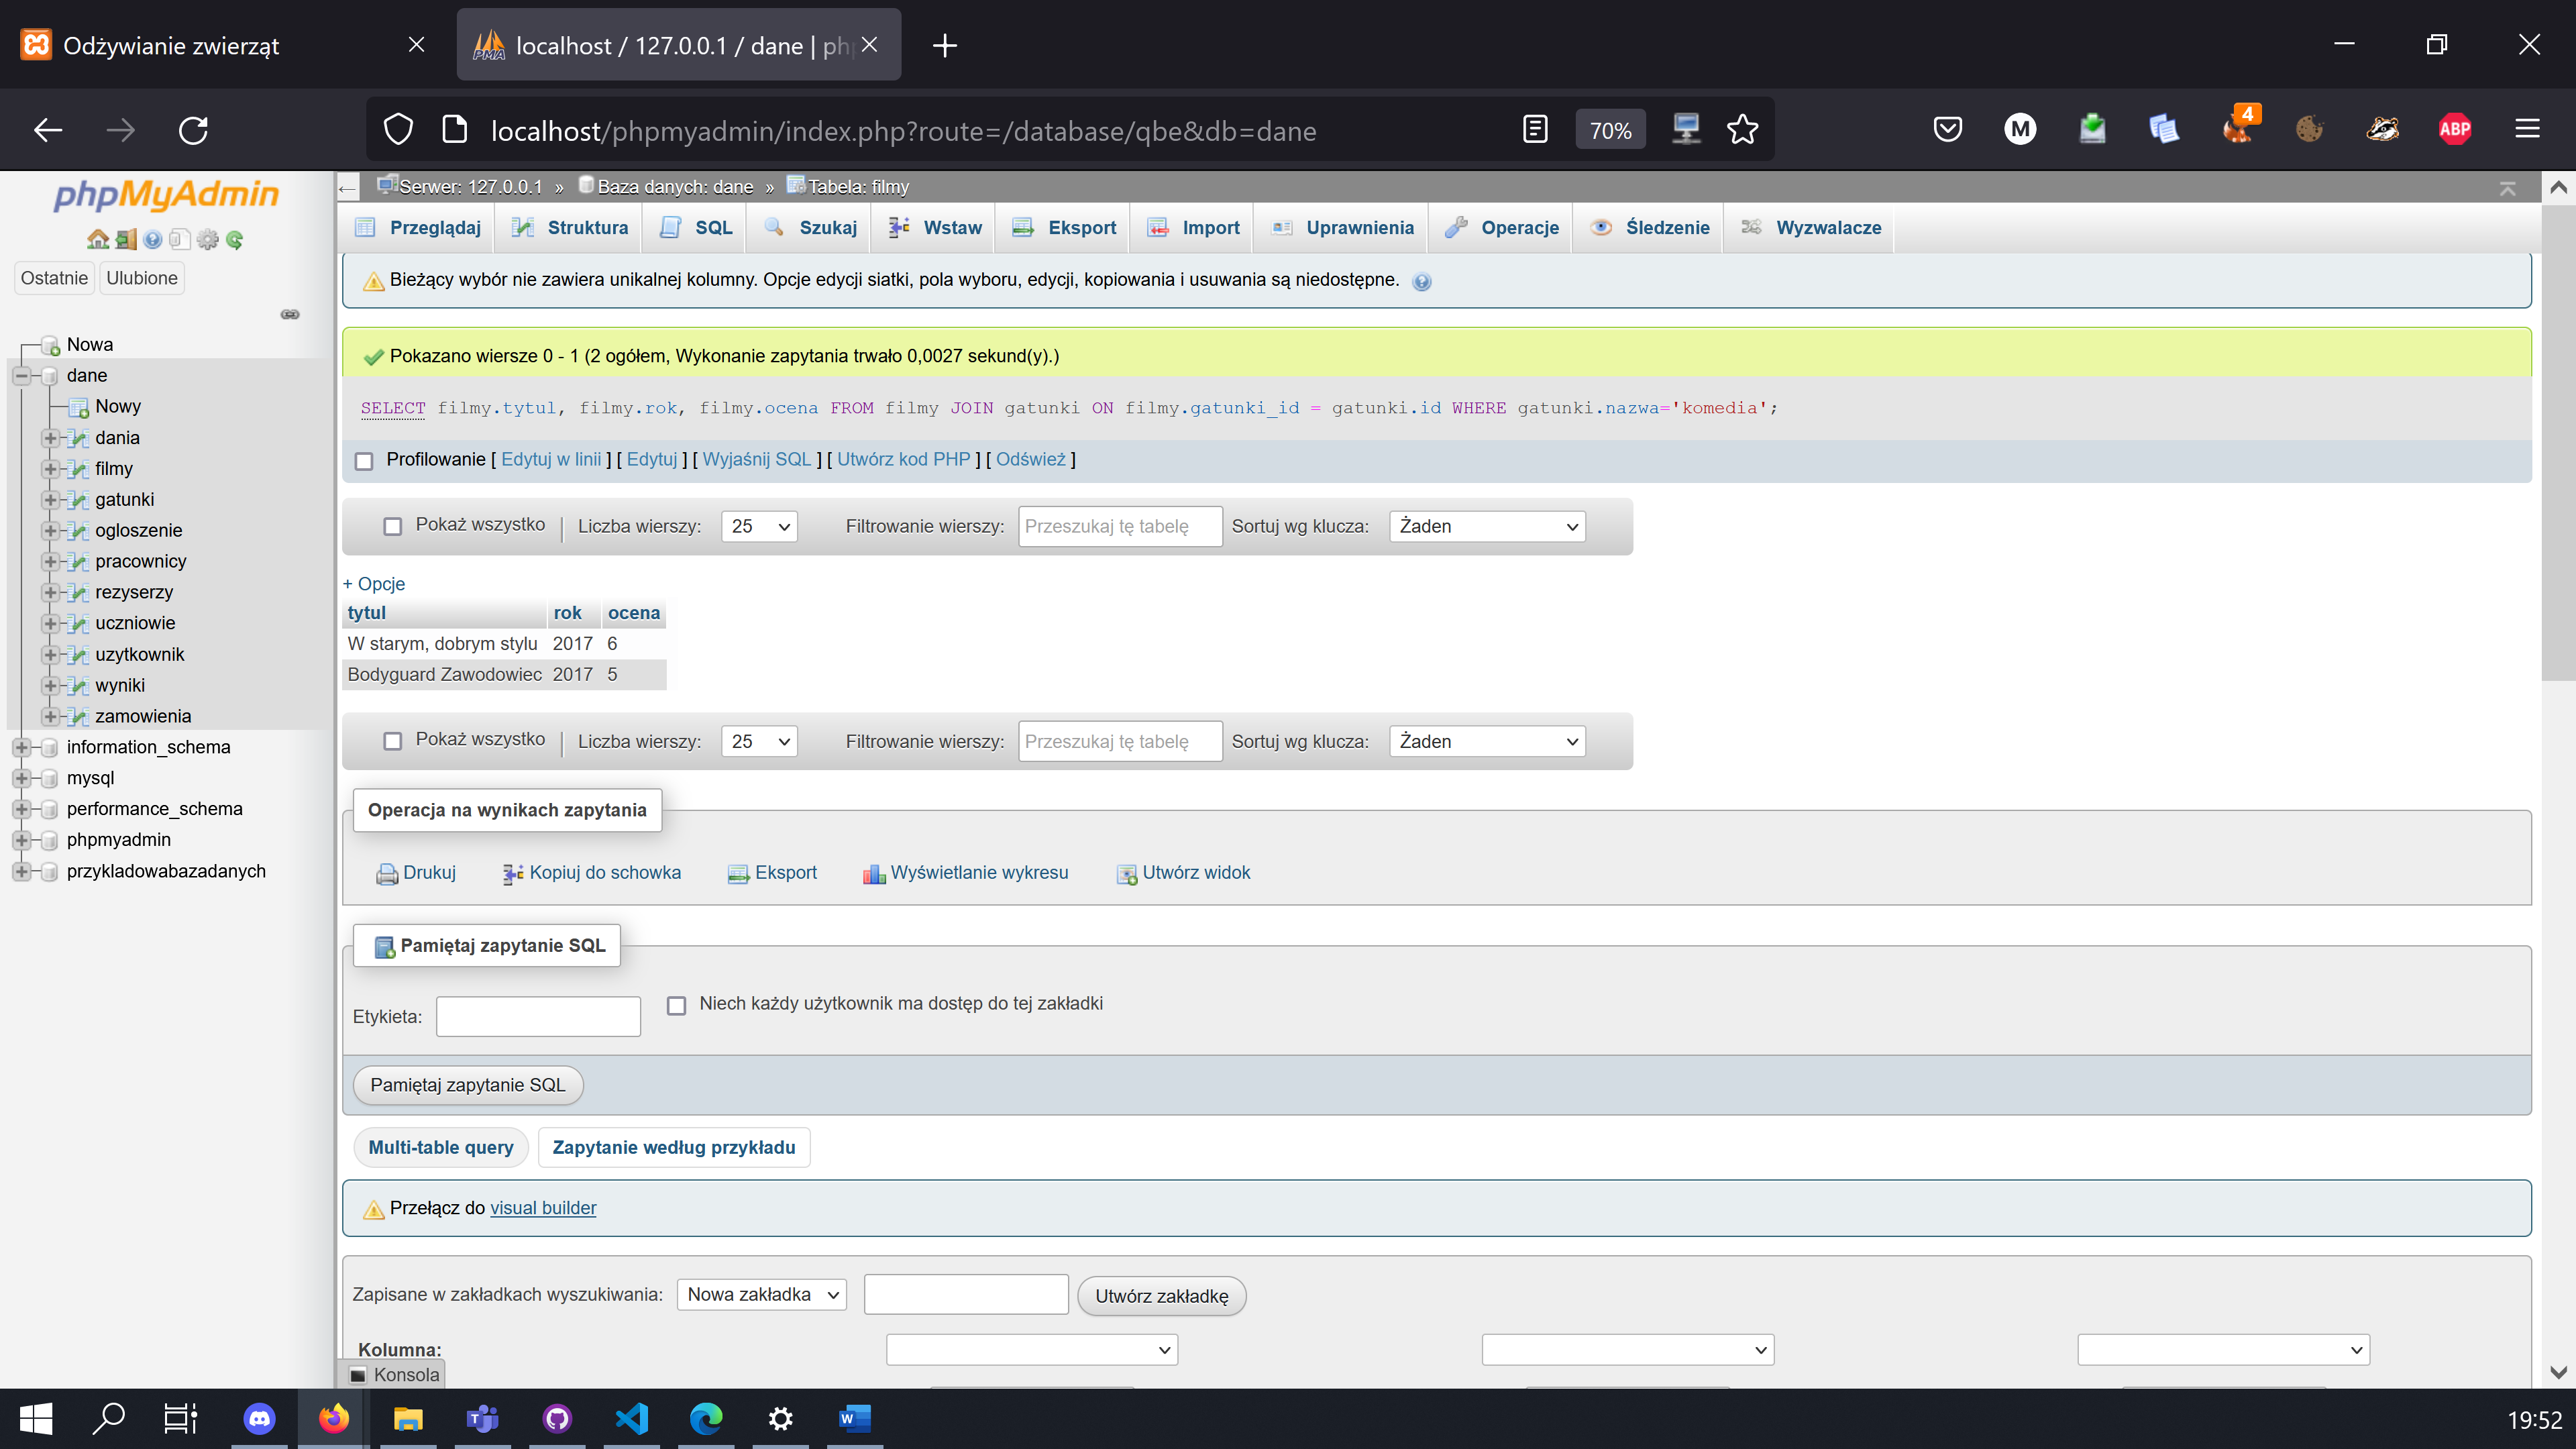 Odżywianie zwierząt
localhost / 127.0.0.1 / dane | ph
localhost/phpmyadmin/index.php?route=/database/qbe&db=dane
70%
M
4
ABP
phpMyAdmin
Ostatnie
Ulubione
Nowa
dane
Nowy
dania
filmy
gatunki
ogloszenie
pracownicy
rezyserzy
uczniowie
uzytkownik
wyniki
zamowienia
information_schema
mysql
performance_schema
phpmyadmin
przykladowabazadanych
Serwer: 127.0.0.1 » Baza danych: dane » Tabela: filmy
Przeglądaj Struktura SQL Szukaj Wstaw Eksport Import Uprawnienia Operacje Śledzenie Wyzwalacze
Bieżący wybór nie zawiera unikalnej kolumny. Opcje edycji siatki, pola wyboru, edycji, kopiowania i usuwania są niedostępne.
Pokazano wiersze 0 - 1 (2 ogółem, Wykonanie zapytania trwało 0,0027 sekund(y).)
SELECT filmy.tytul, filmy.rok, filmy.ocena FROM filmy JOIN gatunki ON filmy.gatunki_id = gatunki.id WHERE gatunki.nazwa='komedia';
Profilowanie [ Edytuj w linii ] [ Edytuj ] [ Wyjaśnij SQL ] [ Utwórz kod PHP ] [ Odśwież ]
Pokaż wszystko | Liczba wierszy: 25 Filtrowanie wierszy: Przeszukaj tę tabelę Sortuj wg klucza: Żaden
+ Opcje
tytul rok ocena
W starym, dobrym stylu 2017 6
Bodyguard Zawodowiec 2017 5
Pokaż wszystko | Liczba wierszy: 25 Filtrowanie wierszy: Przeszukaj tę tabelę Sortuj wg klucza: Żaden
Operacja na wynikach zapytania
Drukuj Kopiuj do schowka Eksport Wyświetlanie wykresu Utwórz widok
Pamiętaj zapytanie SQL
Etykieta: Niech każdy użytkownik ma dostęp do tej zakładki
Pamiętaj zapytanie SQL
Multi-table query Zapytanie według przykładu
Przełącz do visual builder
Zapisane w zakładkach wyszukiwania: Nowa zakładka Utwórz zakładkę
Kolumna:
Konsola
19:52